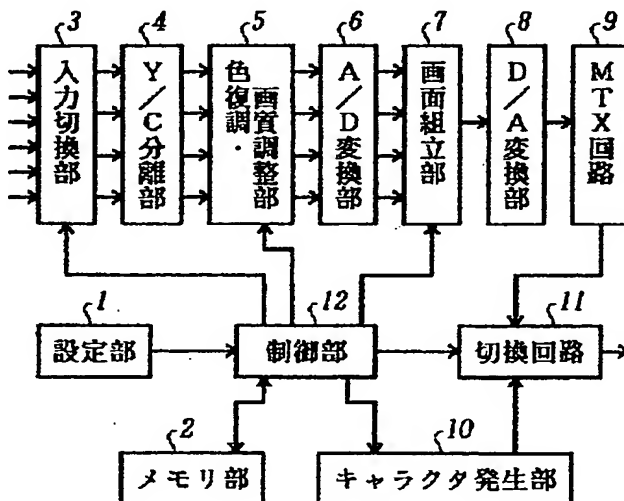 3
4
5
6
7
8
9
入力切換部
Y/C分離部
色復調・
画質調整部
A/D変換部
画面組立部
D/A変換部
MTX回路
1
12
11
設定部
制御部
切換回路
2
10
メモリ部
キャラクタ発生部